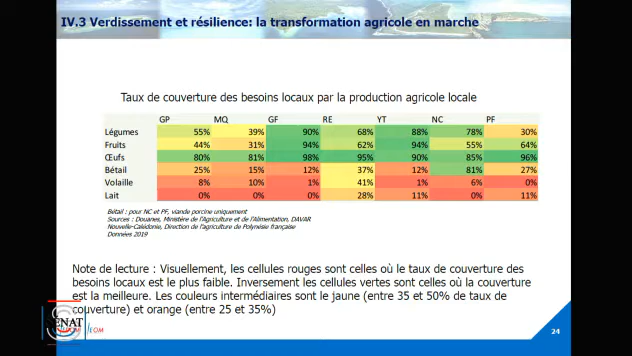 IV.3 Verdissement et résilience: la transformation agricole en marche
Taux de couverture des besoins locaux par la production agricole locale
GP MQ GF RE YT NC PF
Légumes 55% 39% 90% 68% 88% 78% 30%
Fruits 44% 31% 94% 62% 94% 55% 64%
Œufs 80% 81% 98% 95% 90% 85% 96%
Bétail 25% 15% 12% 37% 12% 81% 27%
Volaille 8% 10% 1% 41% 1% 6% 0%
Lait 0% 0% 0% 28% 11% 0% 11%
Bétail : pour NC et PF, viande porcine uniquement
Sources : Douanes, Ministère de l'Agriculture et de l'Alimentation, DAVAR
Nouvelle-Calédonie, Direction de l'agriculture de Polynésie française
Données 2019
Note de lecture : Visuellement, les cellules rouges sont celles où le taux de couverture des
besoins locaux est le plus faible. Inversement les cellules vertes sont celles où la couverture
est la meilleure. Les couleurs intermédiaires sont le jaune (entre 35 et 50% de taux de
couverture) et orange (entre 25 et 35%)
SENAT
24